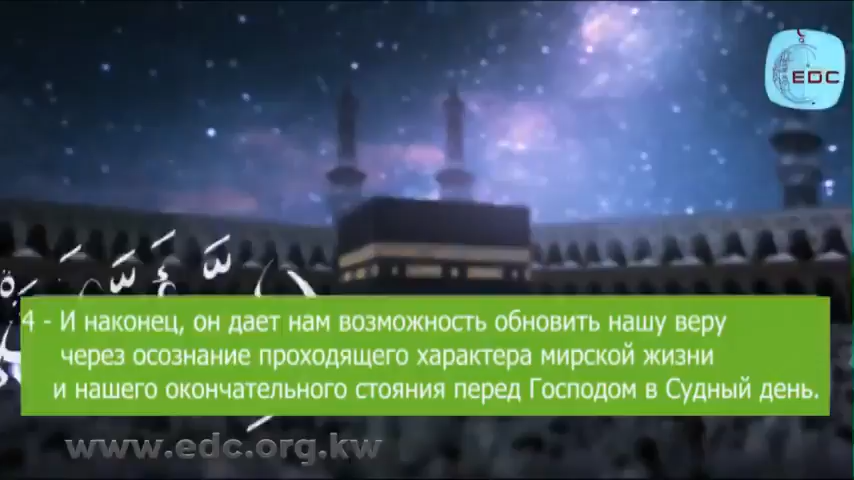 EDC
4 - И наконец, он дает нам возможность обновить нашу веру
через осознание проходящего характера мирской жизни
и нашего окончательного стояния перед Господом в Судный день.
www.edc.org.kw